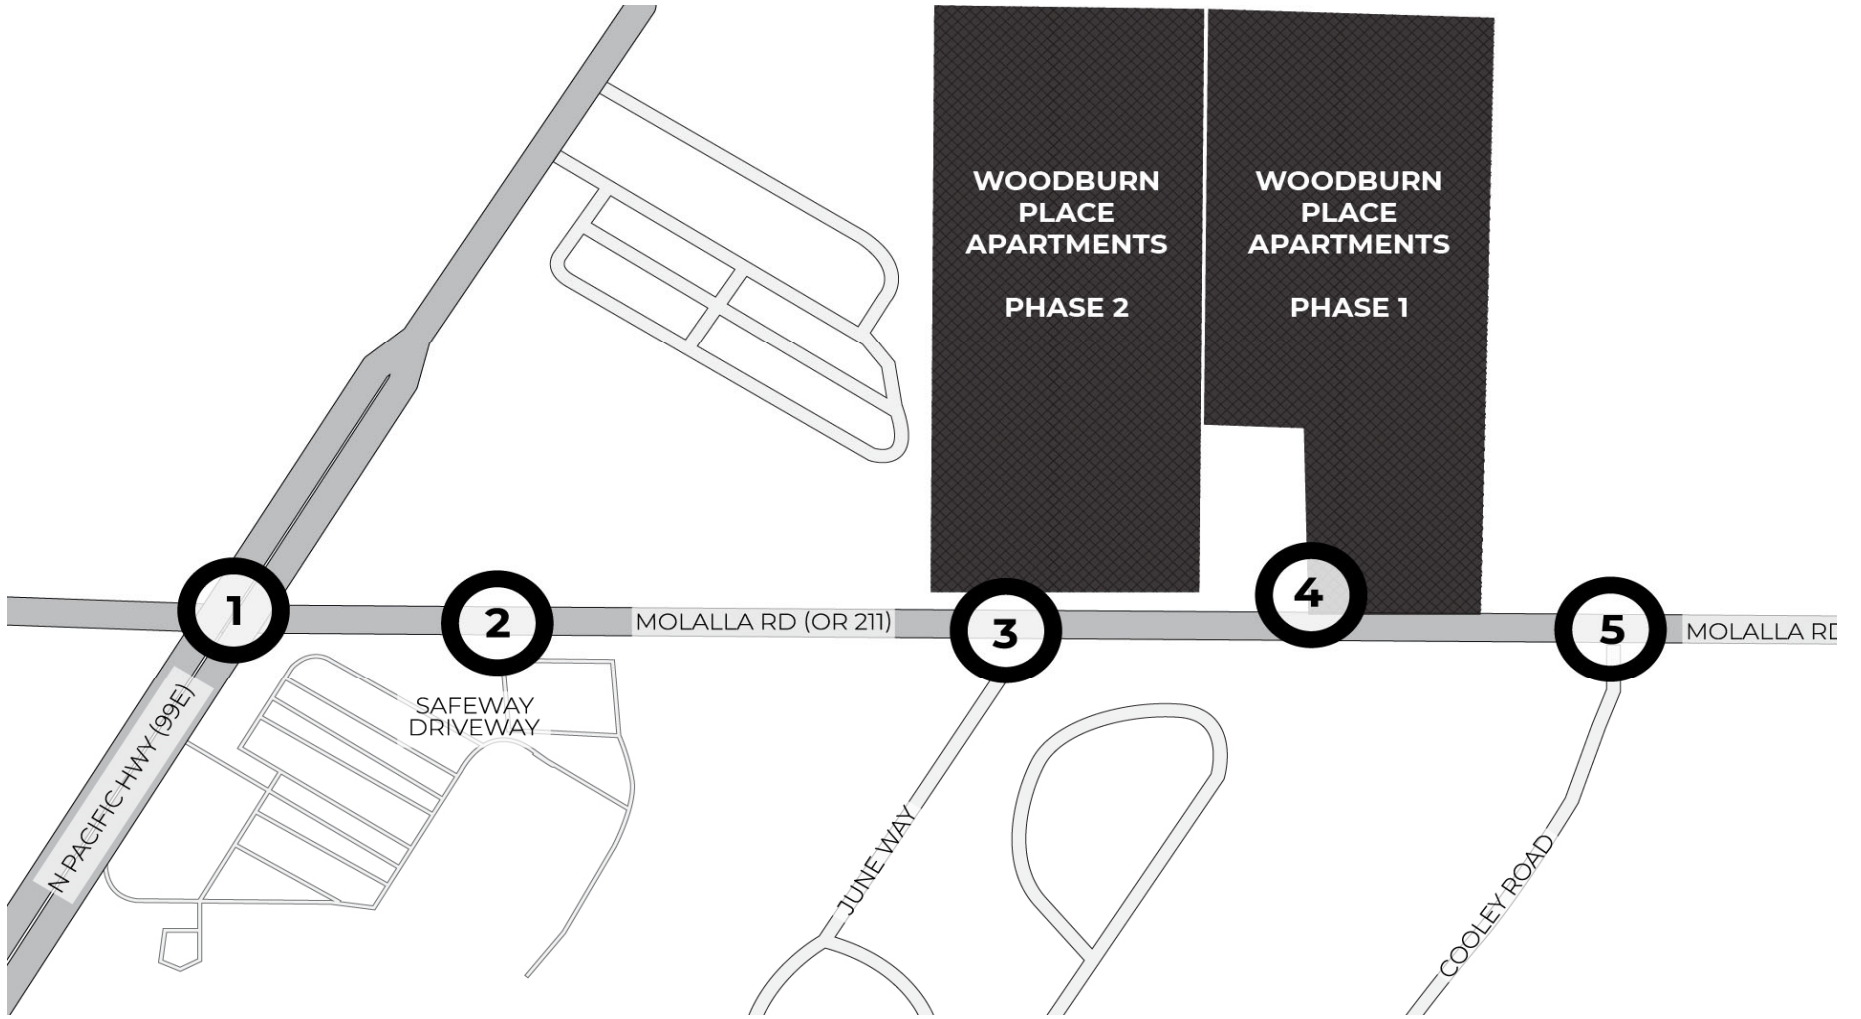 WOODBURN
PLACE
APARTMENTS
PHASE 2
WOODBURN
PLACE
APARTMENTS
PHASE 1
1
2
MOLALLA RD (OR 211)
3
4
5
MOLALLA RD
SAFEWAY
DRIVEWAY
N PACIFIC HWY (99E)
JUNE WAY
COOLEY ROAD